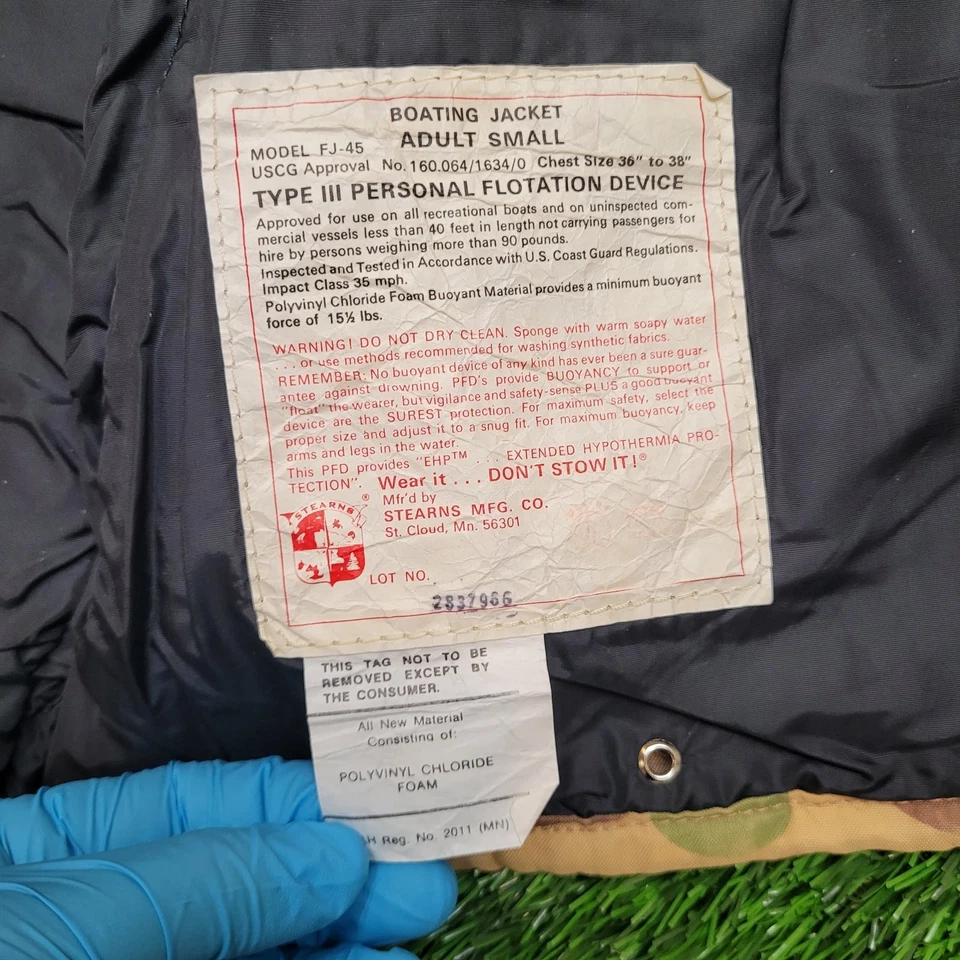 BOATING JACKET
ADULT SMALL
MODEL FJ-45
USCG Approval No. 160.064/1634/0 Chest Size 36" to 38"
TYPE III PERSONAL FLOTATION DEVICE
Approved for use on all recreational boats and on uninspected com-
mercial vessels less than 40 feet in length not carrying passengers for
hire by persons weighing more than 90 pounds.
Inspected and Tested in Accordance with U.S. Coast Guard Regulations.
Impact Class 35 mph.
Polyvinyl Chloride Foam Buoyant Material provides a minimum buoyant
force of 15½ lbs.
WARNING! DO NOT DRY CLEAN. Sponge with warm soapy water
. . . or use methods recommended for washing synthetic fabrics.
REMEMBER: No buoyant device of any kind has ever been a sure guar-
antee against drowning. PFD's provide BUOYANCY to support or
"float" the wearer, but vigilance and safety-sense PLUS a good buoyant
device are the SUREST protection. For maximum safety, select the
proper size and adjust it to a snug fit. For maximum buoyancy, keep
arms and legs in the water.
This PFD provides "EHP™ . . . EXTENDED HYPOTHERMIA PRO-
TECTION". Wear it . . . DON'T STOW IT!®
STEARNS ®
Mfr'd by
STEARNS MFG. CO.
St. Cloud, Mn. 56301
LOT NO.
2837966
THIS TAG NOT TO BE
REMOVED EXCEPT BY
THE CONSUMER.
All New Material
Consisting of:
POLYVINYL CHLORIDE
FOAM
H Reg. No. 2011 (MN)